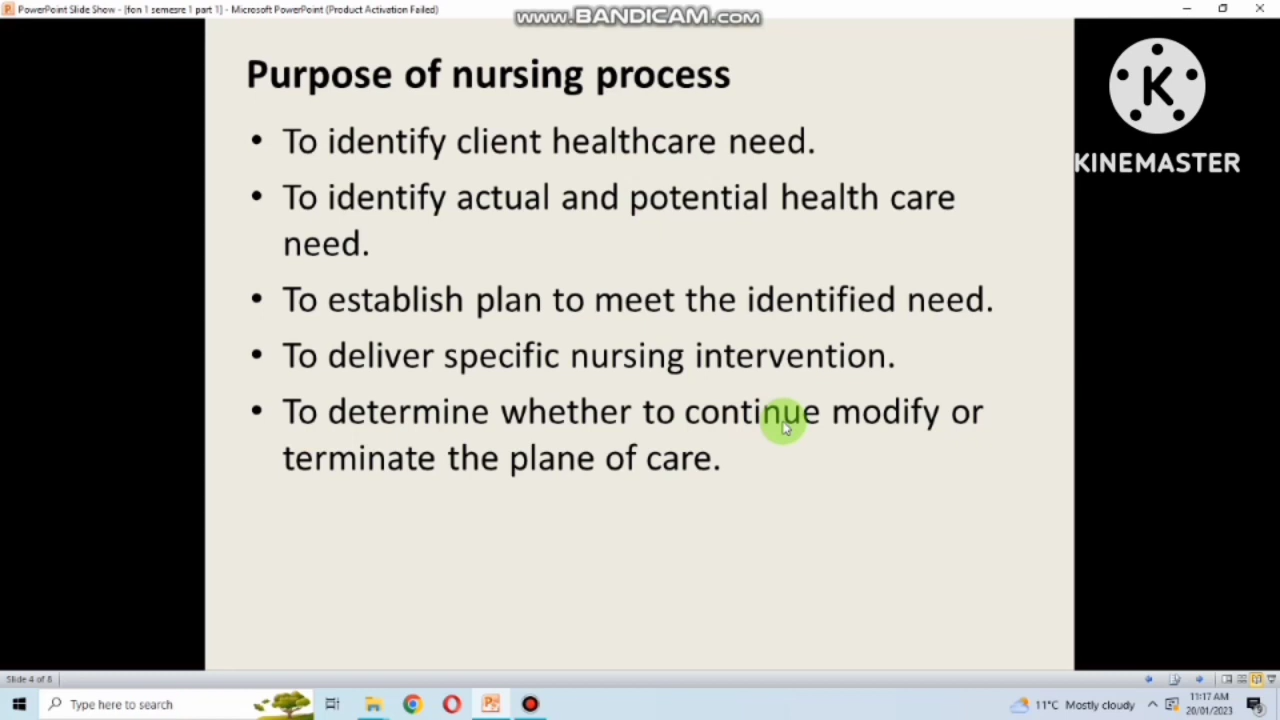 PowerPoint Slide Show - [fon 1 semesre 1 part 1] - Microsoft PowerPoint (Product Activation Failed)
www.BANDICAM.com
Purpose of nursing process
• To identify client healthcare need.
• To identify actual and potential health care
need.
• To establish plan to meet the identified need.
• To deliver specific nursing intervention.
• To determine whether to continue modify or
terminate the plane of care.
K
KINEMASTER
Slide 4 of 8
Type here to search
11°C Mostly cloudy
11:17 AM
20/01/2023